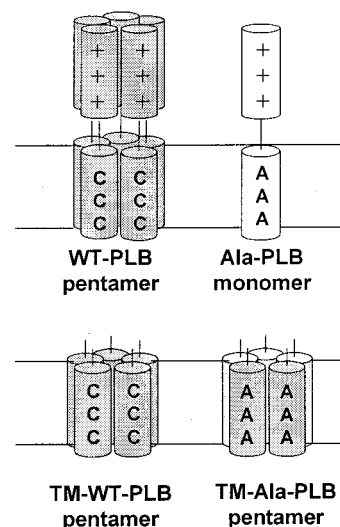 + + +
+ + +
+ + +
C C A
C C A
C C A
WT-PLB Ala-PLB
pentamer monomer
C C A A
C C A A
C C A A
TM-WT-PLB TM-Ala-PLB
pentamer pentamer